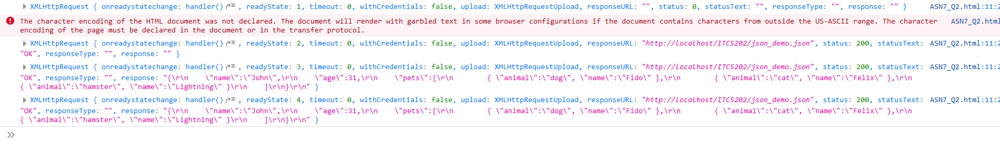 XMLHttpRequest { onreadystatechange: handler(), readyState: 1, timeout: 0, withCredentials: false, upload: XMLHttpRequestUpload, responseURL: "", status: 0, statusText: "", responseType: "", response: "" } ASN7_Q2.html:11:2
The character encoding of the HTML document was not declared. The document will render with garbled text in some browser configurations if the document contains characters from outside the US-ASCII range. The character ASN7_Q2.html
encoding of the page must be declared in the document or in the transfer protocol.
XMLHttpRequest { onreadystatechange: handler(), readyState: 2, timeout: 0, withCredentials: false, upload: XMLHttpRequestUpload, responseURL: "http://localhost/ITC5202/json_demo.json", status: 200, statusText: ASN7_Q2.html:11:2
"OK", responseType: "", response: "" }
XMLHttpRequest { onreadystatechange: handler(), readyState: 3, timeout: 0, withCredentials: false, upload: XMLHttpRequestUpload, responseURL: "http://localhost/ITC5202/json_demo.json", status: 200, statusText: ASN7_Q2.html:11:2
"OK", responseType: "", response: "{\r\n    \"name\":\"John\",\r\n    \"age\":31,\r\n    \"pets\":[\r\n        { \"animal\":\"dog\", \"name\":\"Fido\" },\r\n        { \"animal\":\"cat\", \"name\":\"Felix\" },\r\n
{ \"animal\":\"hamster\", \"name\":\"Lightning\" }\r\n    ]\r\n}\r\n" }
XMLHttpRequest { onreadystatechange: handler(), readyState: 4, timeout: 0, withCredentials: false, upload: XMLHttpRequestUpload, responseURL: "http://localhost/ITC5202/json_demo.json", status: 200, statusText: ASN7_Q2.html:11:2
"OK", responseType: "", response: "{\r\n    \"name\":\"John\",\r\n    \"age\":31,\r\n    \"pets\":[\r\n        { \"animal\":\"dog\", \"name\":\"Fido\" },\r\n        { \"animal\":\"cat\", \"name\":\"Felix\" },\r\n
{ \"animal\":\"hamster\", \"name\":\"Lightning\" }\r\n    ]\r\n}\r\n" }